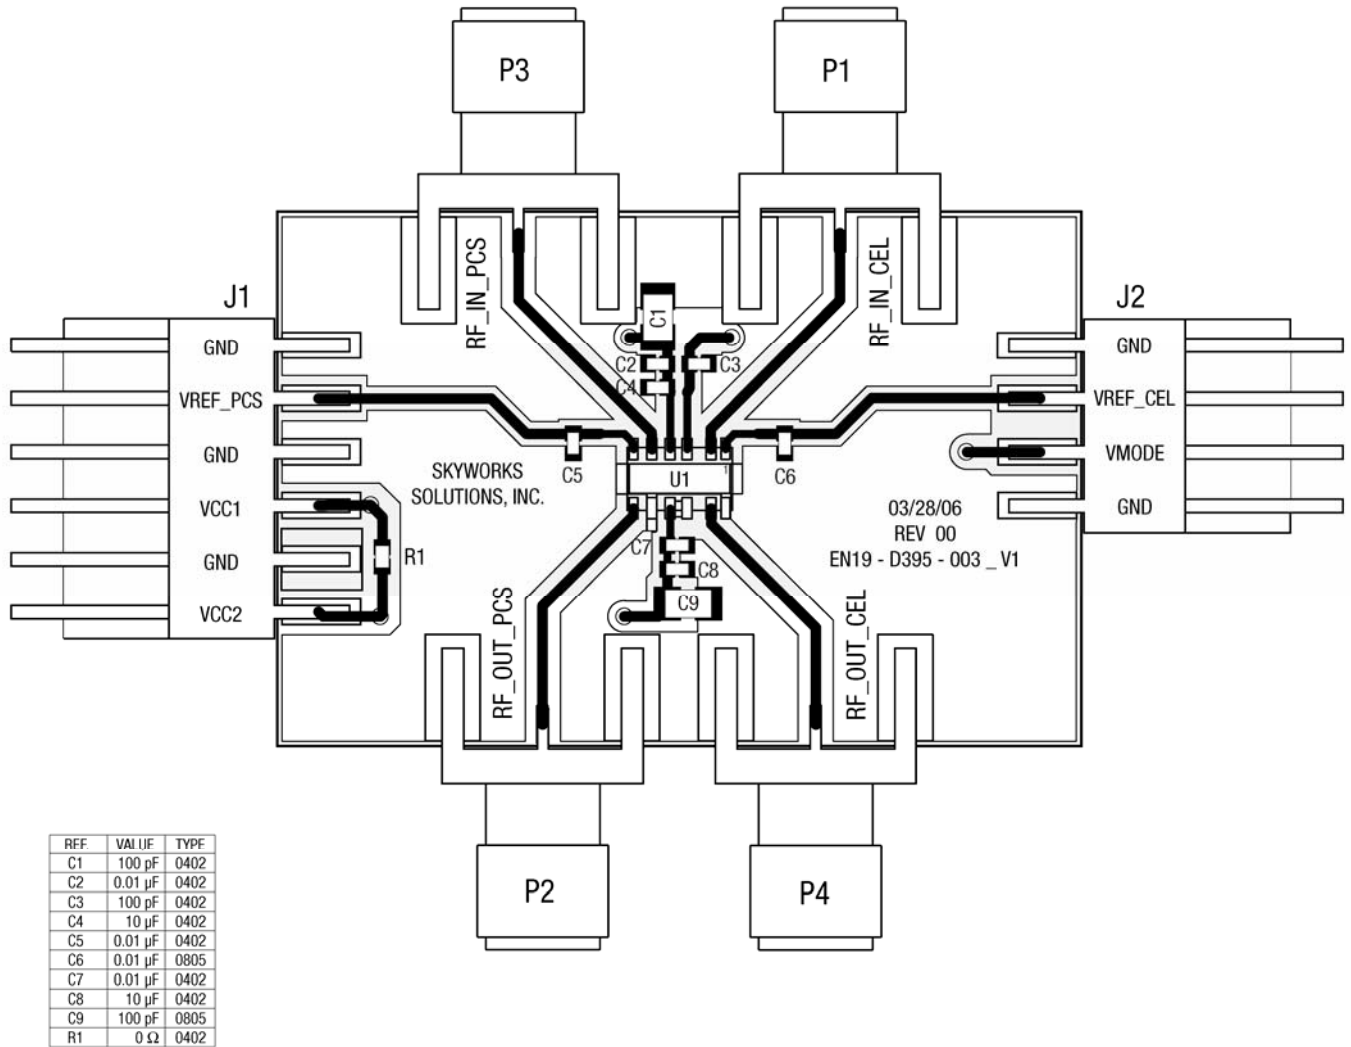 P3
P1
RF_IN_PCS
RF_IN_CEL
J1
J2
C1
GND
GND
C2
C3
C4
VREF_PCS
VREF_CEL
GND
VMODE
C5
C6
SKYWORKS
SOLUTIONS, INC.
U1
1
VCC1
GND
03/28/06
REV 00
EN19 - D395 - 003 _ V1
GND
R1
C7
C8
VCC2
C9
RF_OUT_PCS
RF_OUT_CEL
P2
P4
REF. VALUE TYPE
C1 100 pF 0402
C2 0.01 µF 0402
C3 100 pF 0402
C4 10 µF 0402
C5 0.01 µF 0402
C6 0.01 µF 0805
C7 0.01 µF 0402
C8 10 µF 0402
C9 100 pF 0805
R1 0 Ω 0402